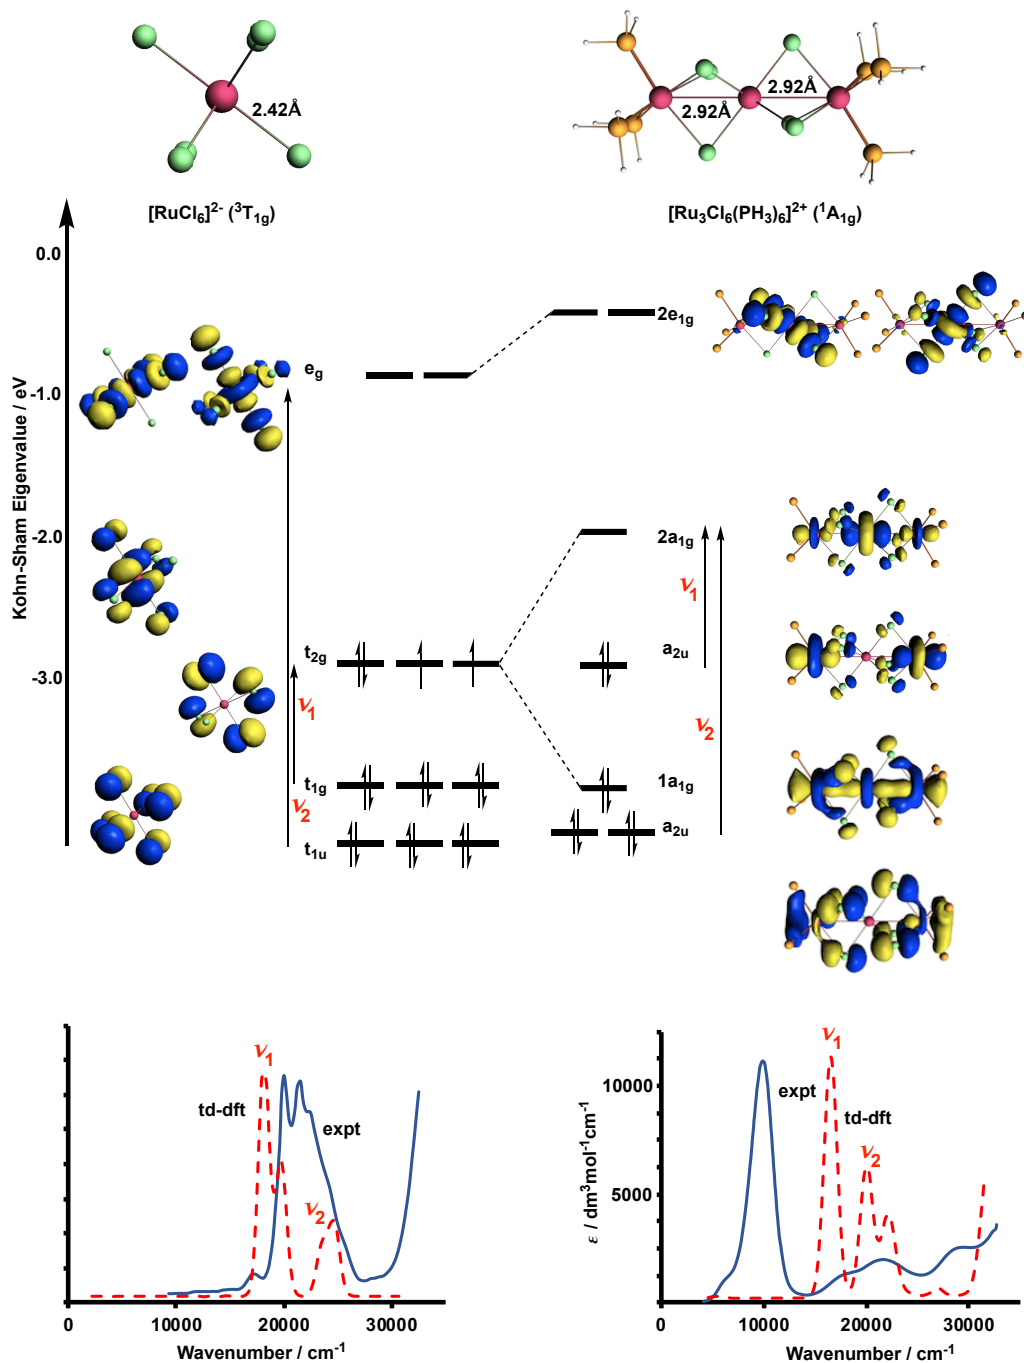 2.42Å
2.92Å
2.92Å
[RuCl6]2- (3T1g)
[Ru3Cl6(PH3)6]2+ (1A1g)
Kohn-Sham Eigenvalue / eV
0.0
-1.0
-2.0
-3.0
eg
t2g
t1g
t1u
ν1
ν2
2e1g
2a1g
a2u
1a1g
a2u
ν1
ν2
ν1
td-dft
expt
ν2
0
10000
20000
30000
Wavenumber / cm-1
ε / dm3mol-1cm-1
10000
5000
0
ν1
expt
td-dft
ν2
0
10000
20000
30000
Wavenumber / cm-1